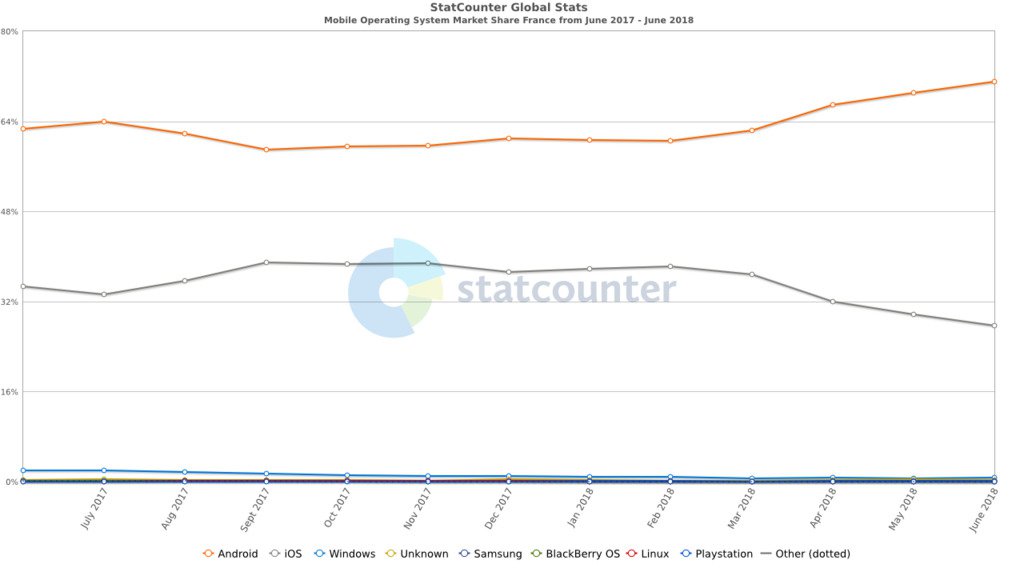 StatCounter Global Stats
Mobile Operating System Market Share France from June 2017 - June 2018
80%
64%
48%
statcounter
32%
16%
0%
July 2017 Aug 2017 Sept 2017 Oct 2017 Nov 2017 Dec 2017 Jan 2018 Feb 2018 Mar 2018 Apr 2018 May 2018 June 2018
Android iOS Windows Unknown Samsung BlackBerry OS Linux Playstation Other (dotted)